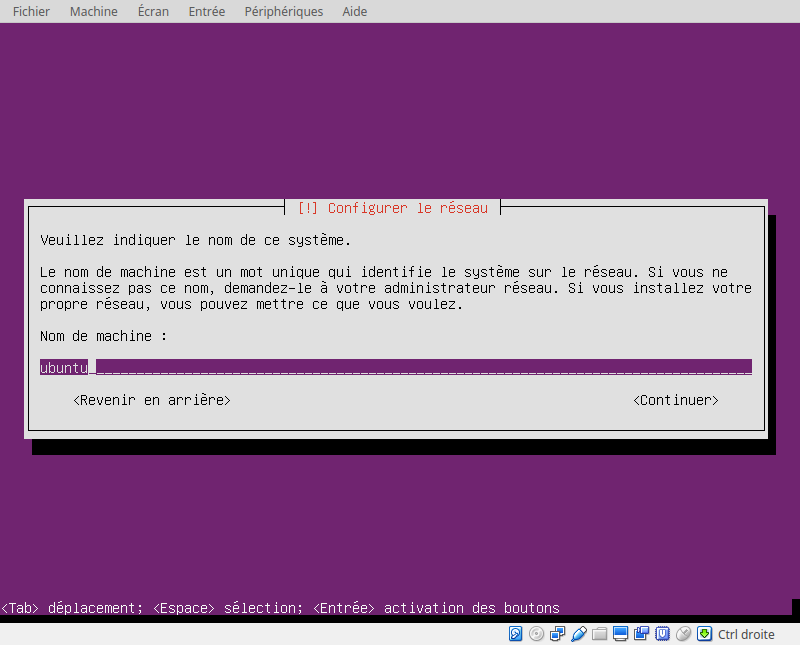 Fichier Machine Écran Entrée Périphériques Aide
[!] Configurer le réseau
Veuillez indiquer le nom de ce système.
Le nom de machine est un mot unique qui identifie le système sur le réseau. Si vous ne
connaissez pas ce nom, demandez-le à votre administrateur réseau. Si vous installez votre
propre réseau, vous pouvez mettre ce que vous voulez.
Nom de machine :
ubuntu
<Revenir en arrière> <Continuer>
<Tab> déplacement; <Espace> sélection; <Entrée> activation des boutons
Ctrl droite